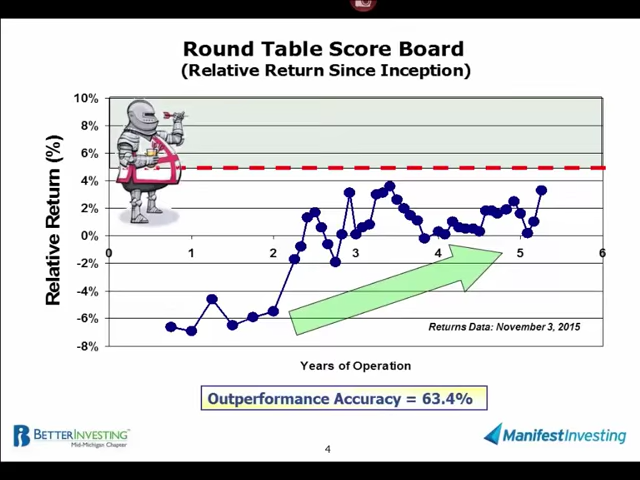 Round Table Score Board
(Relative Return Since Inception)
Relative Return (%)
10%
8%
6%
4%
2%
0%
-2%
-4%
-6%
-8%
0 1 2 3 4 5 6
Returns Data: November 3, 2015
Years of Operation
Outperformance Accuracy = 63.4%
BETTERINVESTING™
Mid-Michigan Chapter
ManifestInvesting
4